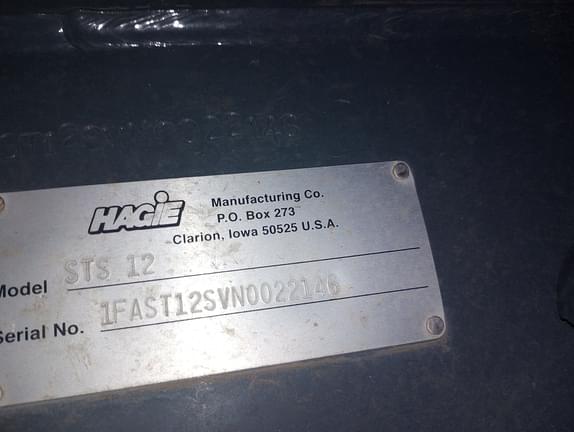 HAGIE
Manufacturing Co.
P.O. Box 273
Clarion, Iowa 50525 U.S.A.
Model STS 12
Serial No. 1FAST12SVN0022146